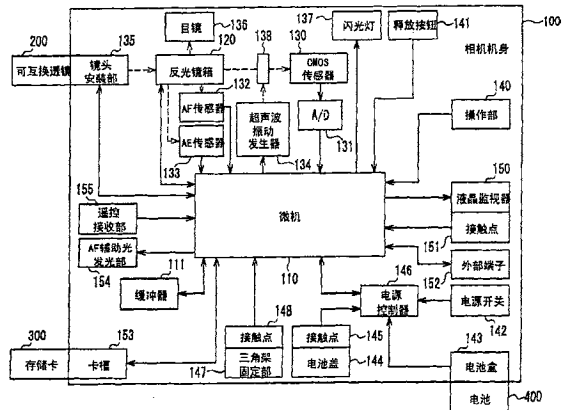 137
136
闪光灯
释放按钮
141
100
目镜
200
135
120
138
130
相机机身
可互换透镜
镜头
安装部
反光镜箱
CMOS
传感器
132
140
AF传感器
操作部
超声波
振动
发生器
A/D
AE传感器
131
150
133
134
液晶监视器
155
遥控
接收部
微机
接触点
151
AF辅助光
发光部
外部端子
111
110
146
152
154
缓冲器
电源
控制器
电源开关
148
145
142
300
153
接触点
接触点
143
存储卡
卡槽
三角架
固定部
电池盖
电池盒
147
144
电池
400